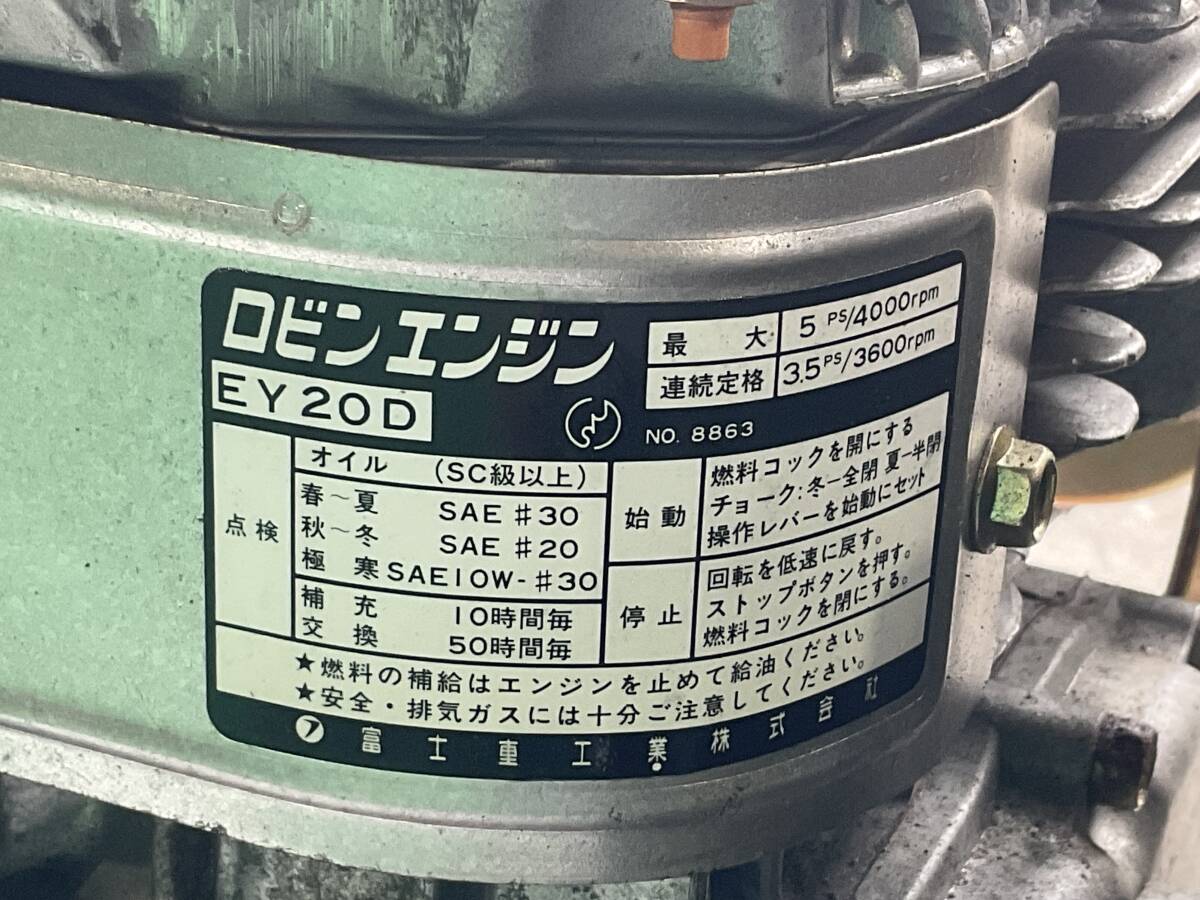 ロビンエンジン
EY20D
最大 5 PS/4000rpm
連続定格 3.5PS/3600rpm
NO. 8863
点検
オイル (SC級以上)
春〜夏 SAE #30
秋〜冬 SAE #20
極寒 SAE10W-#30
補充 10時間毎
交換 50時間毎
始動
燃料コックを開にする
チョーク:冬-全閉 夏-半閉
操作レバーを始動にセット
停止
回転を低速に戻す。
ストップボタンを押す。
燃料コックを閉にする。
★燃料の補給はエンジンを止めて給油ください。
★安全・排気ガスには十分ご注意してください。
フ 富士重工業株式会社